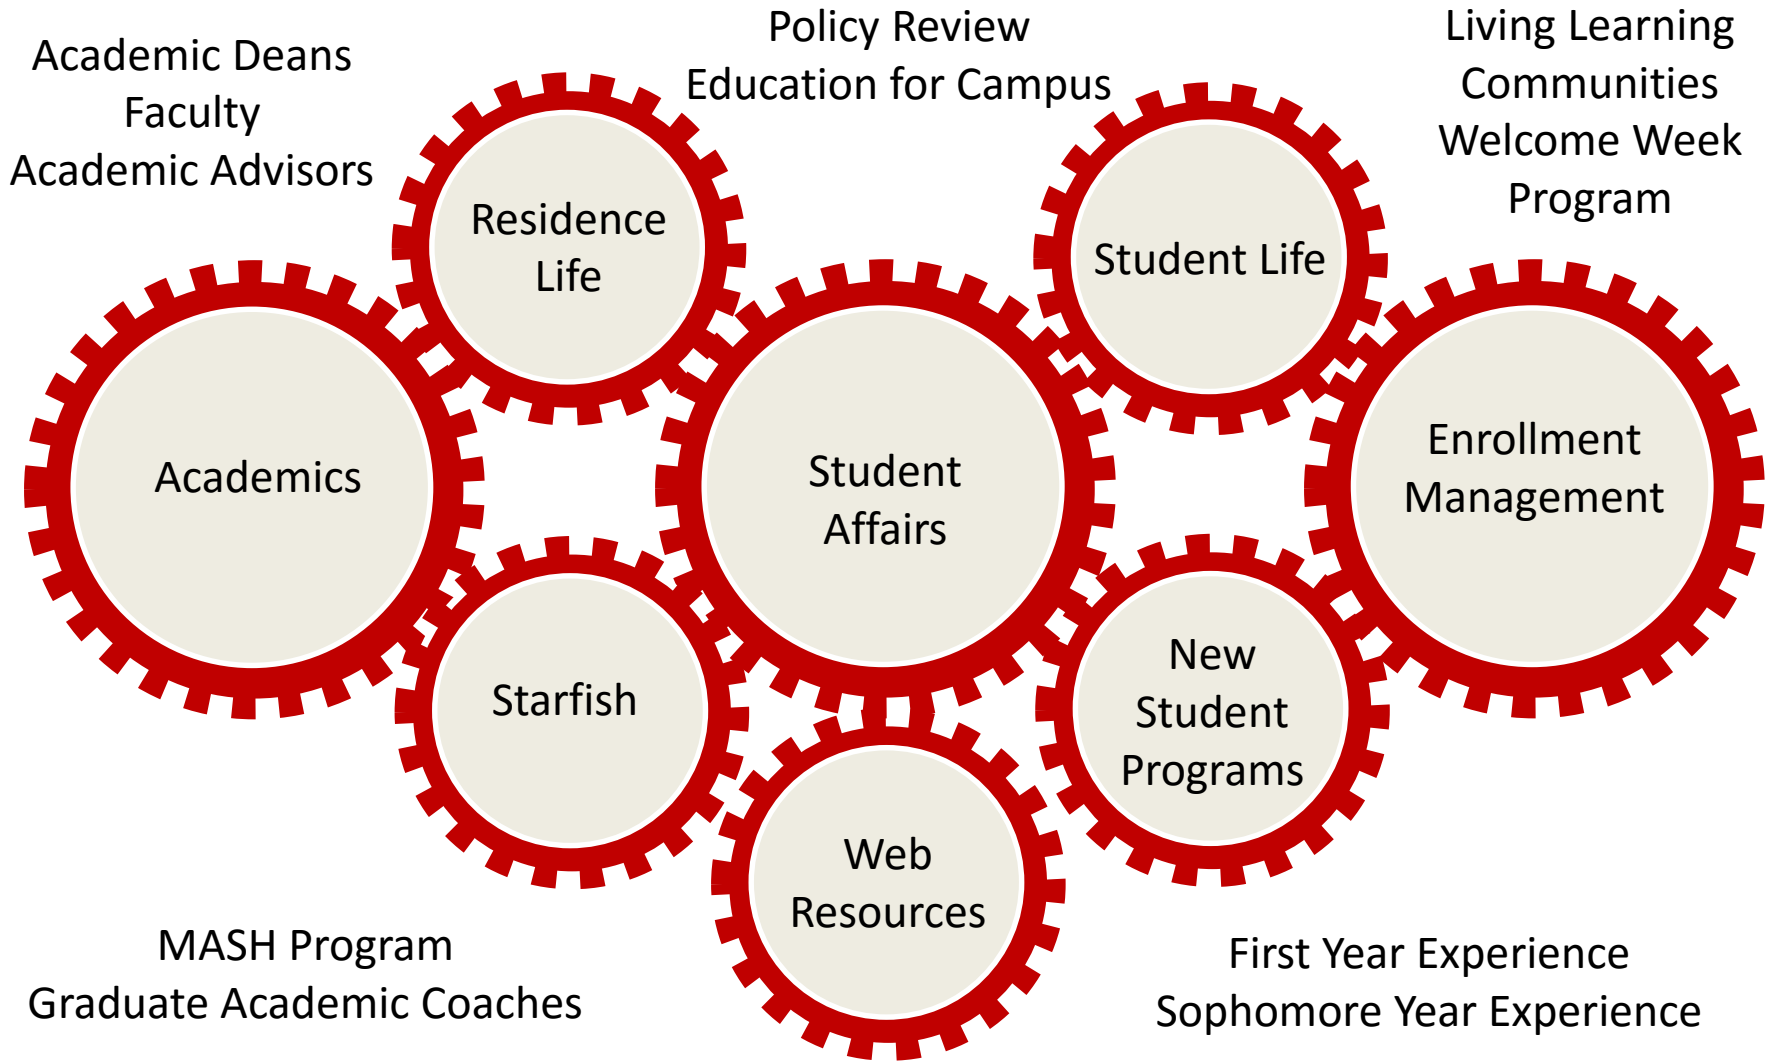 Academic Deans
Faculty
Academic Advisors
Policy Review
Education for Campus
Living Learning
Communities
Welcome Week
Program
Residence
Life
Student Life
Academics
Student
Affairs
Enrollment
Management
Starfish
New
Student
Programs
Web
Resources
MASH Program
Graduate Academic Coaches
First Year Experience
Sophomore Year Experience